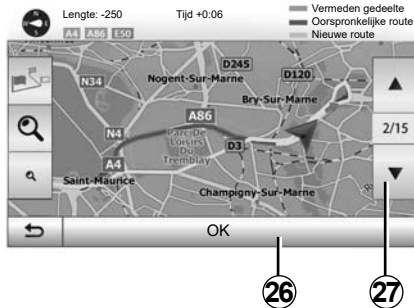 Lengte: -250 Tijd +0:06
Vermeden gedeelte
Oorspronkelijke route
Nieuwe route
A4 A86 E50
N
D245
D120
N34
Nogent-Sur-Marne
Bry-Sur-Marne
A86
2/15
N4
Parc De
Loisirs
Du
Tremblay
D3
A4
Saint-Maurice
Champigny-Sur-Marne
OK
26 27